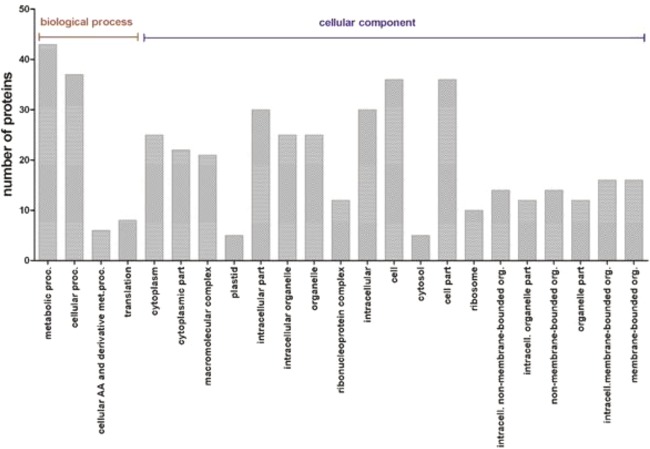 50
biological process
cellular component
40
30
20
10
0
number of proteins
metabolic proc.
cellular proc.
cellular AA and derivative met.proc.
translation
cytoplasm
cytoplasmic part
macromolecular complex
plastid
intracellular part
intracellular organelle
organelle
ribonucleoprotein complex
intracellular
cell
cytosol
cell part
ribosome
intracell. non-membrane-bounded org.
intracell. organelle part
non-membrane-bounded org.
organelle part
intracell.membrane-bounded org.
membrane-bounded org.